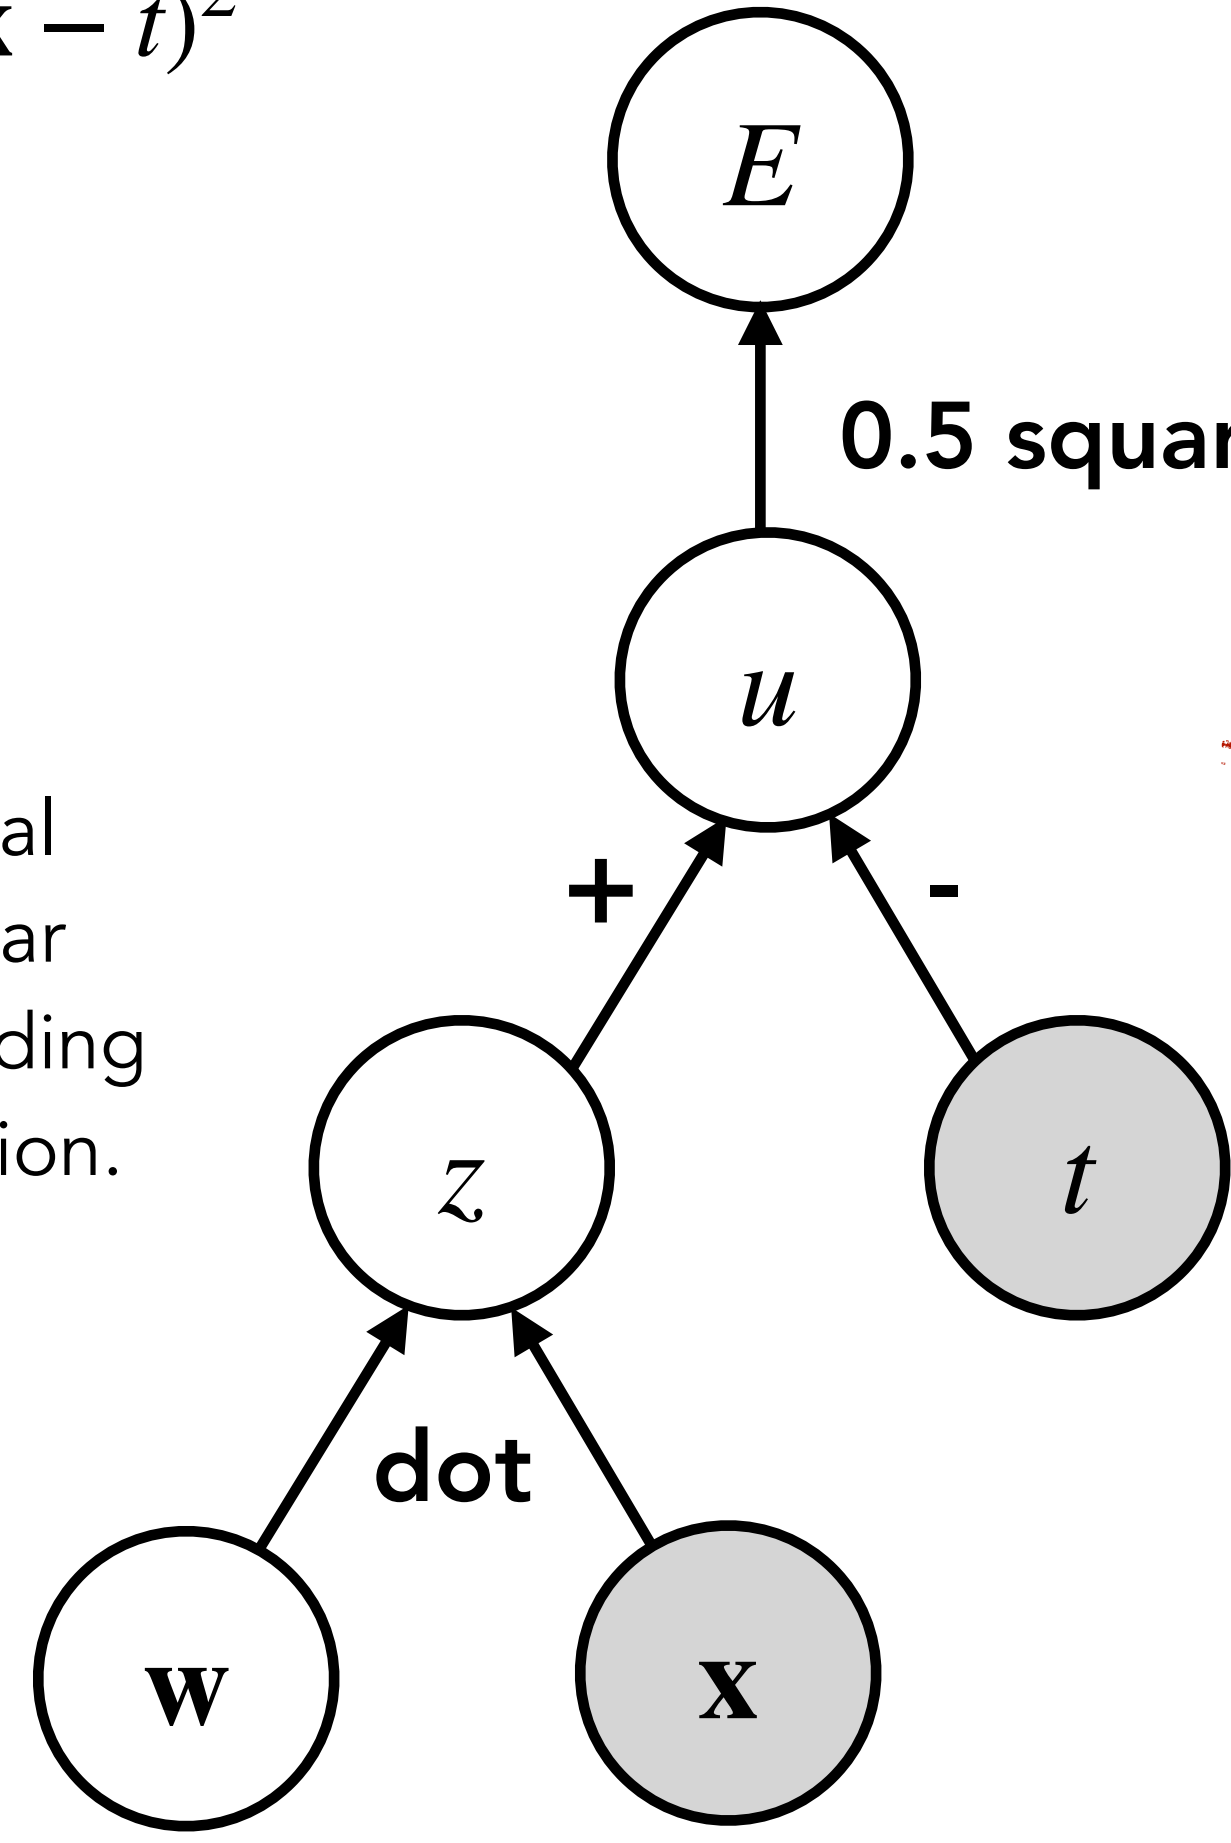 x − t)²
E
0.5 squar
u
al
+ -
ar
ding
z t
ion.
dot
w x